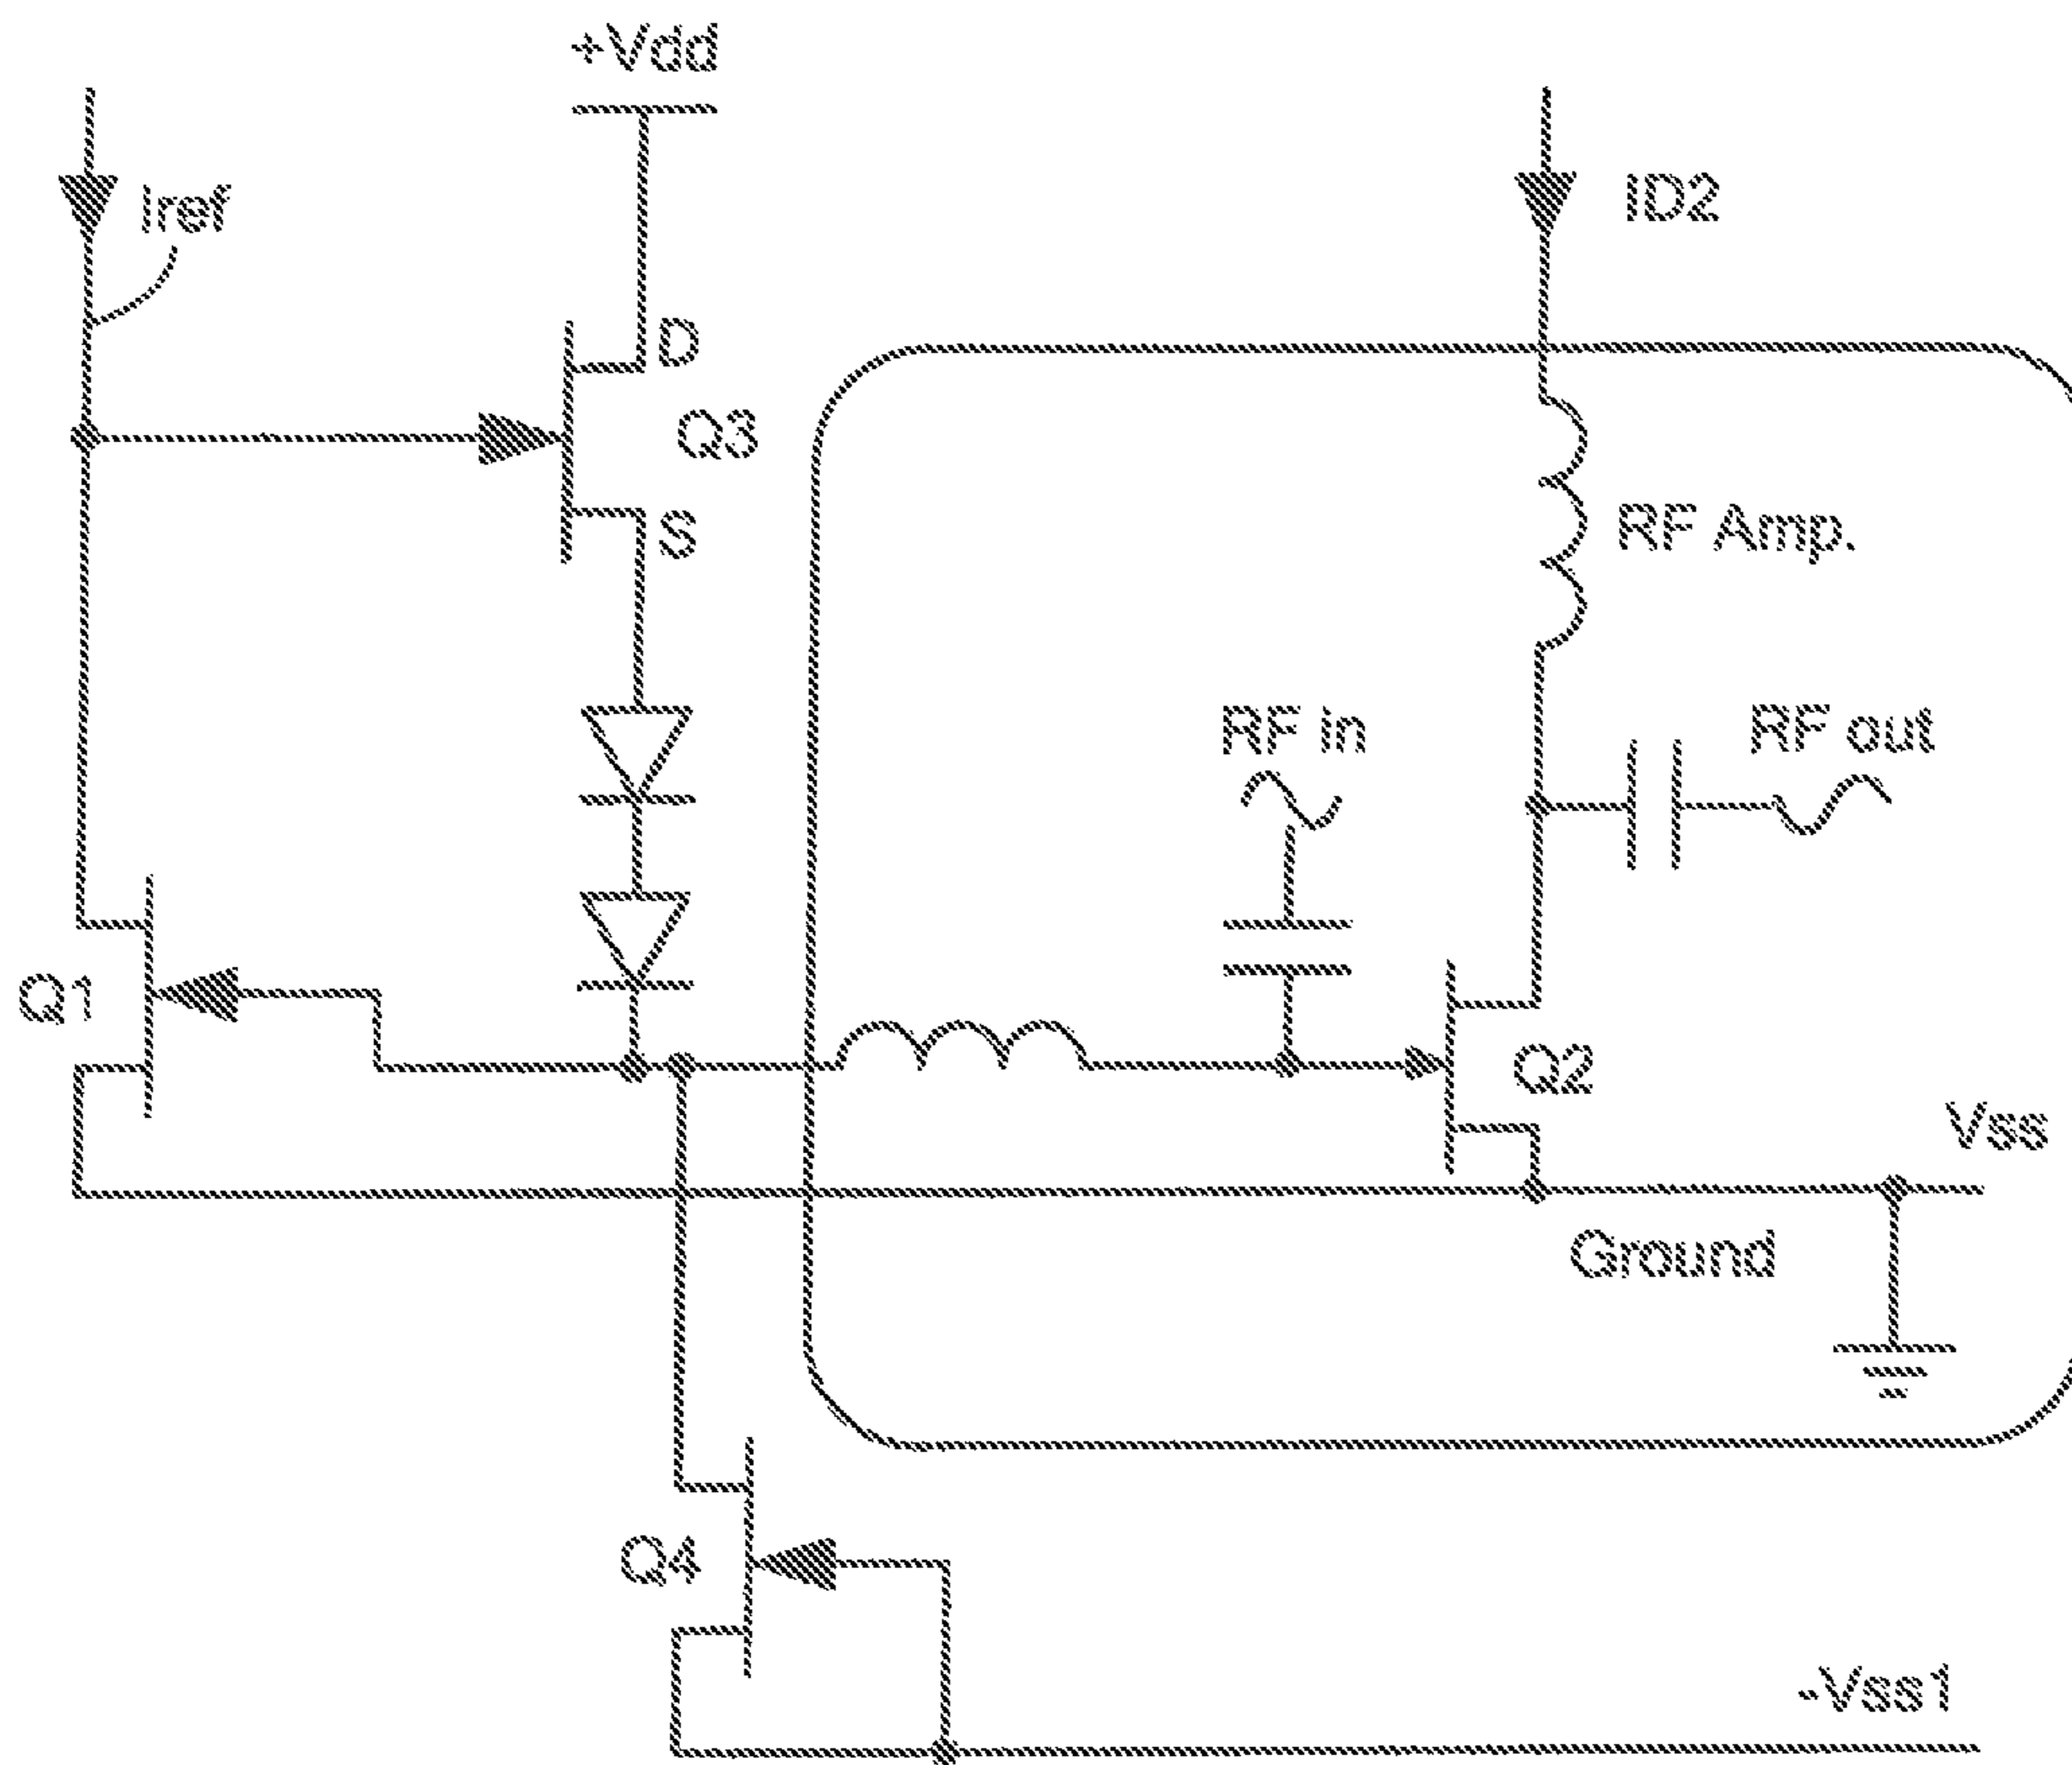 +Vdd
Iref
ID2
D
Q3
S
RF Amp.
RF in
RF out
Q1
Q2
Vss
Ground
Q4
-Vss1